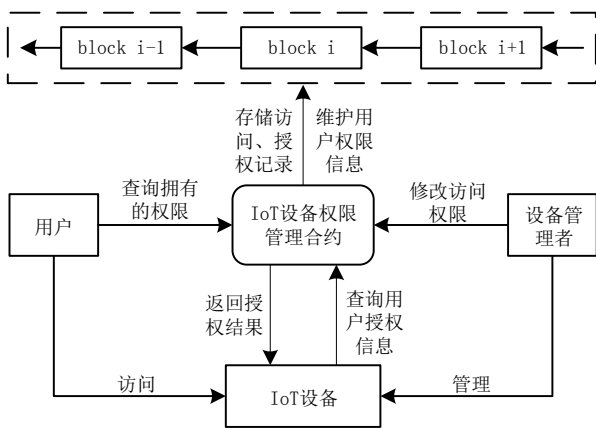 block i-1
block i
block i+1
存储访
问、授
权记录
维护用
户权限
信息
查询拥有
的权限
修改访问
权限
用户
IoT设备权限
管理合约
设备管
理者
返回授
权结果
查询用
户授权
信息
访问
IoT设备
管理